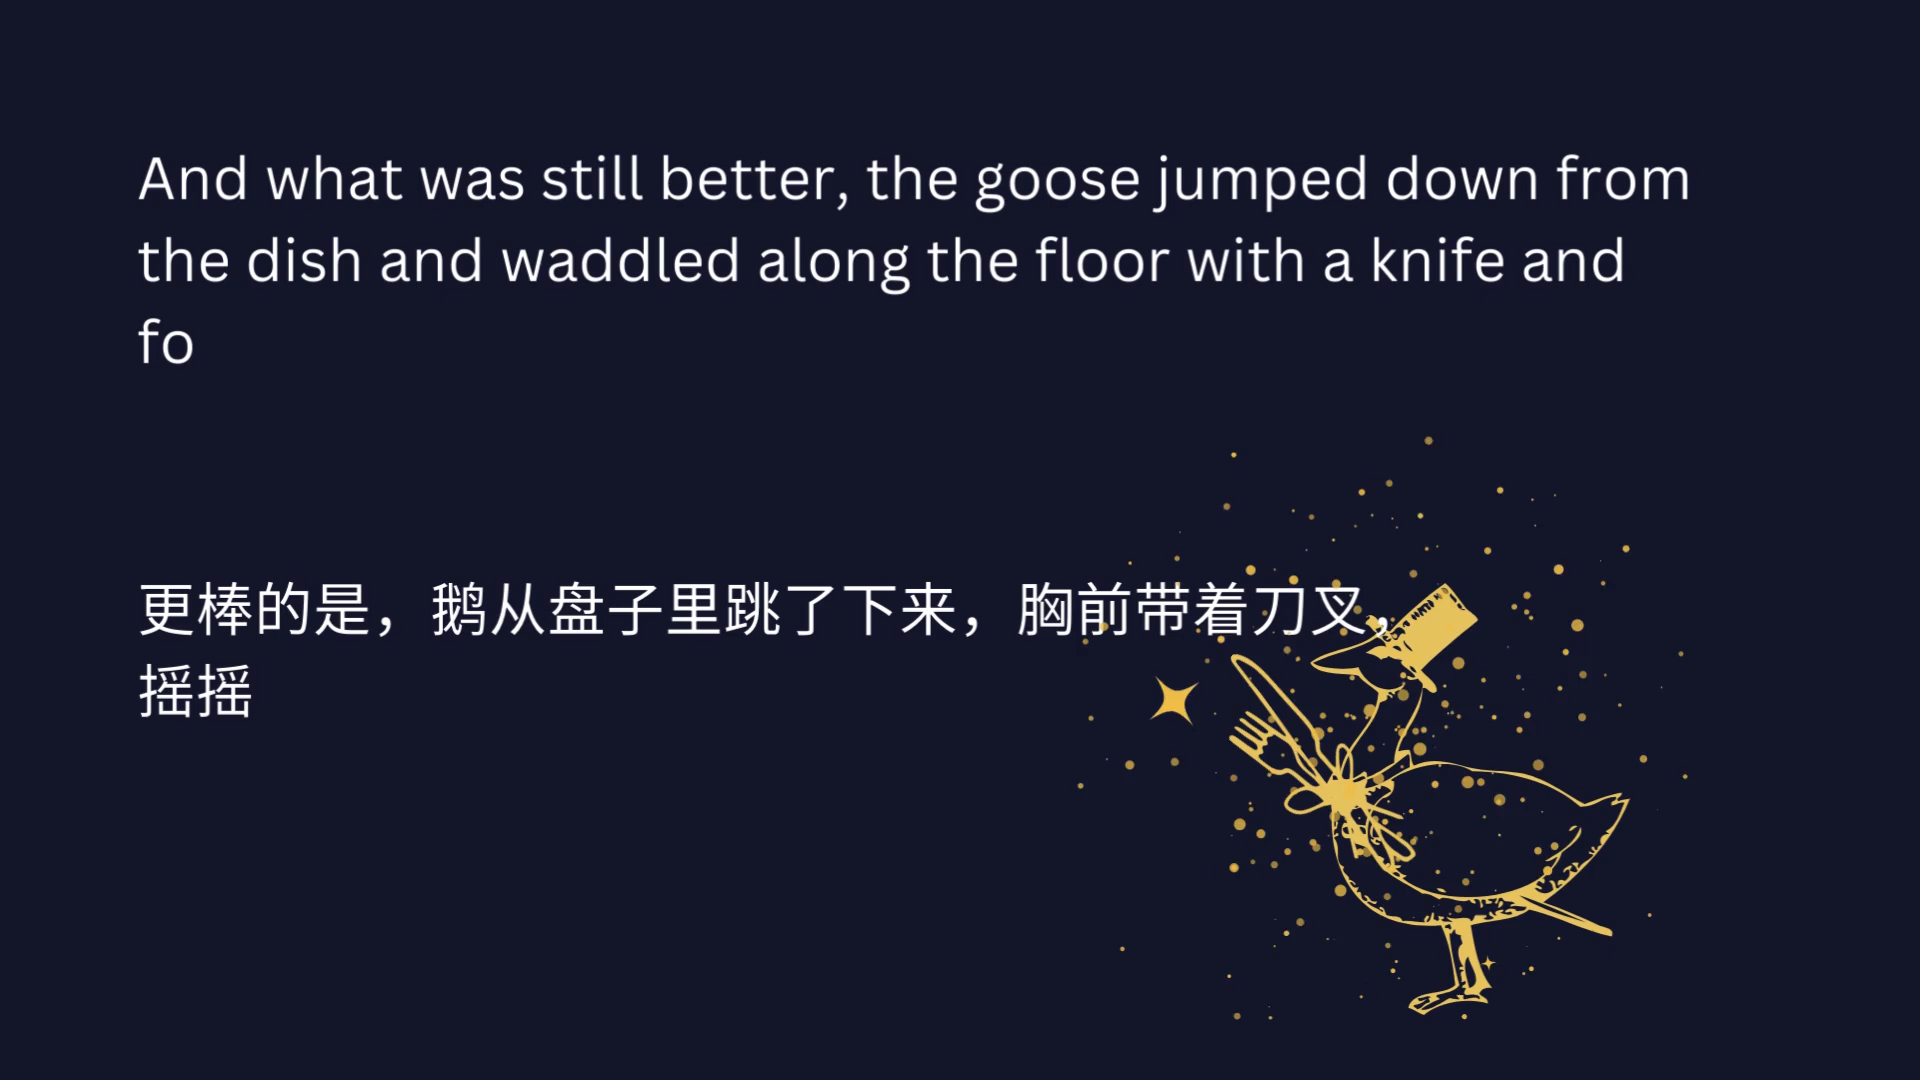 And what was still better, the goose jumped down from
the dish and waddled along the floor with a knife and
fo
更棒的是，鹅从盘子里跳了下来，胸前带着刀叉，
摇摇